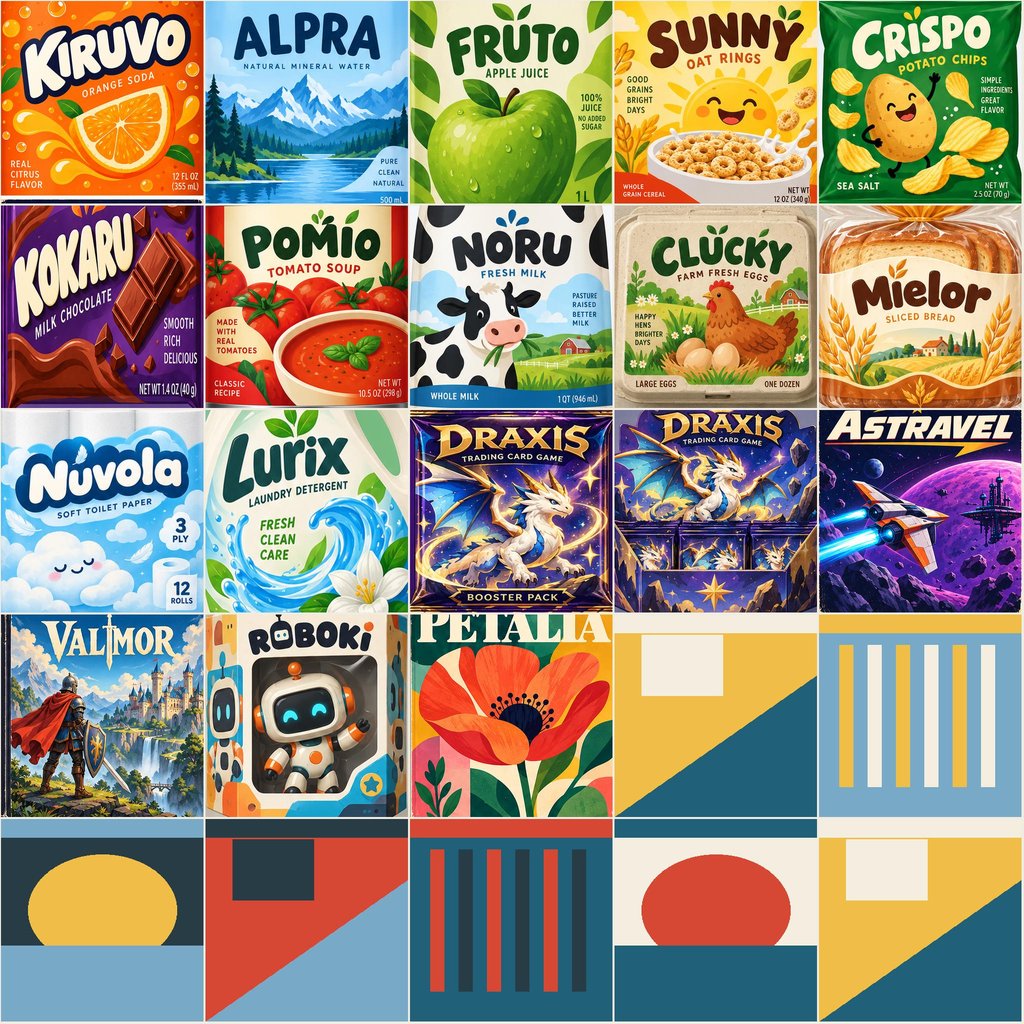 KIRUVO
ORANGE SODA
REAL
CITRUS
FLAVOR
12 FL OZ
(355 mL)
ALPRA
NATURAL MINERAL WATER
PURE
CLEAN
NATURAL
500 mL
FRUTO
APPLE JUICE
100%
JUICE
NO ADDED
SUGAR
1 L
SUNNY
OAT RINGS
GOOD
GRAINS
BRIGHT
DAYS
WHOLE
GRAIN CEREAL
NET WT
12 OZ (340 g)
CRISPO
POTATO CHIPS
SIMPLE
INGREDIENTS
GREAT
FLAVOR
SEA SALT
NET WT
2.5 OZ (70 g)
KOKARU
MILK CHOCOLATE
SMOOTH
RICH
DELICIOUS
NET WT 1.4 OZ (40 g)
POMIO
TOMATO SOUP
MADE
WITH
REAL
TOMATOES
CLASSIC
RECIPE
NET WT
10.5 OZ (298 g)
NORU
FRESH MILK
PASTURE
RAISED
BETTER
MILK
WHOLE MILK
1 QT (946 mL)
CLUCKY
FARM FRESH EGGS
HAPPY
HENS
BRIGHTER
DAYS
LARGE EGGS
ONE DOZEN
Mielor
SLICED BREAD
Nuvola
SOFT TOILET PAPER
3
PLY
12
ROLLS
Lurix
LAUNDRY DETERGENT
FRESH
CLEAN
CARE
DRAXIS
TRADING CARD GAME
BOOSTER PACK
DRAXIS
TRADING CARD GAME
ASTRAVEL
VALIMOR
ROBOKi
PETALIA